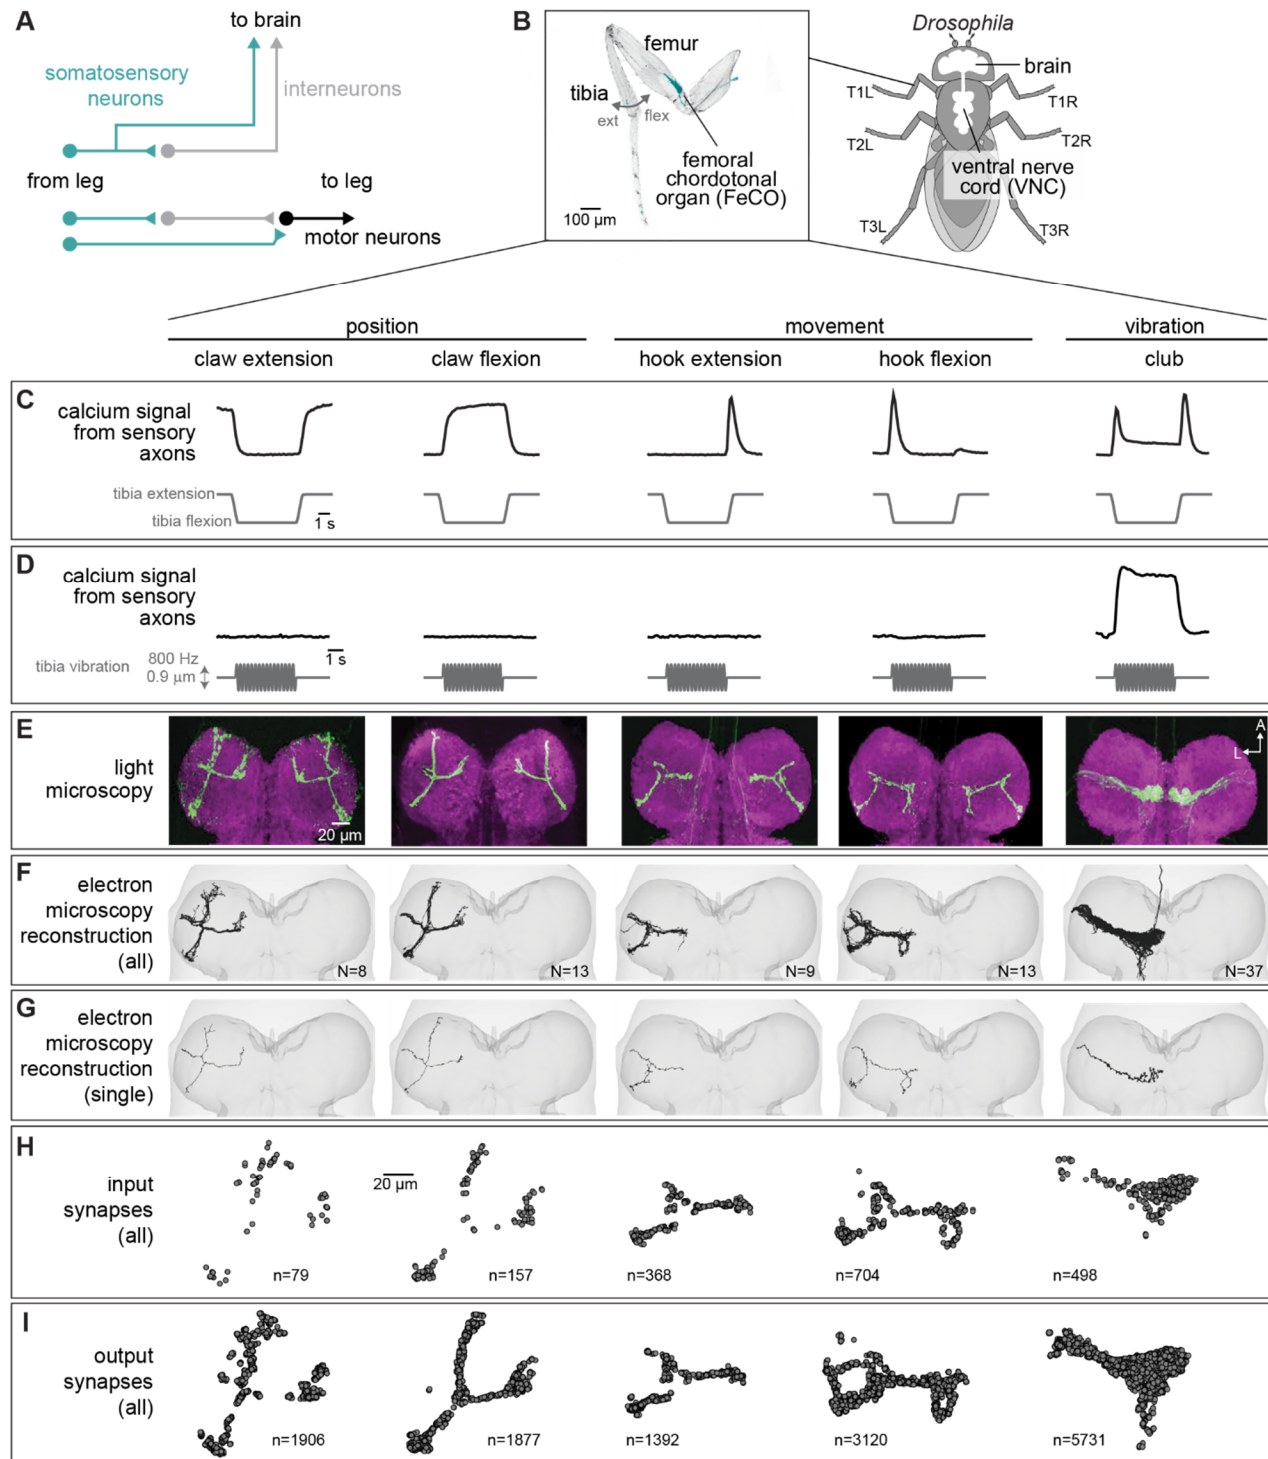 A
to brain
somatosensory
neurons
interneurons
from leg
to leg
motor neurons
B
femur
tibia
ext
flex
femoral
chordotonal
organ (FeCO)
100 µm
Drosophila
brain
T1L
T1R
T2L
T2R
ventral nerve
cord (VNC)
T3L
T3R
position
movement
vibration
claw extension
claw flexion
hook extension
hook flexion
club
C
calcium signal
from sensory
axons
tibia extension
tibia flexion
1 s
D
calcium signal
from sensory
axons
1 s
tibia vibration
800 Hz
0.9 µm
E
light
microscopy
20 µm
A
L
F
electron
microscopy
reconstruction
(all)
N=8
N=13
N=9
N=13
N=37
G
electron
microscopy
reconstruction
(single)
H
input
synapses
(all)
20 µm
n=79
n=157
n=368
n=704
n=498
I
output
synapses
(all)
n=1906
n=1877
n=1392
n=3120
n=5731